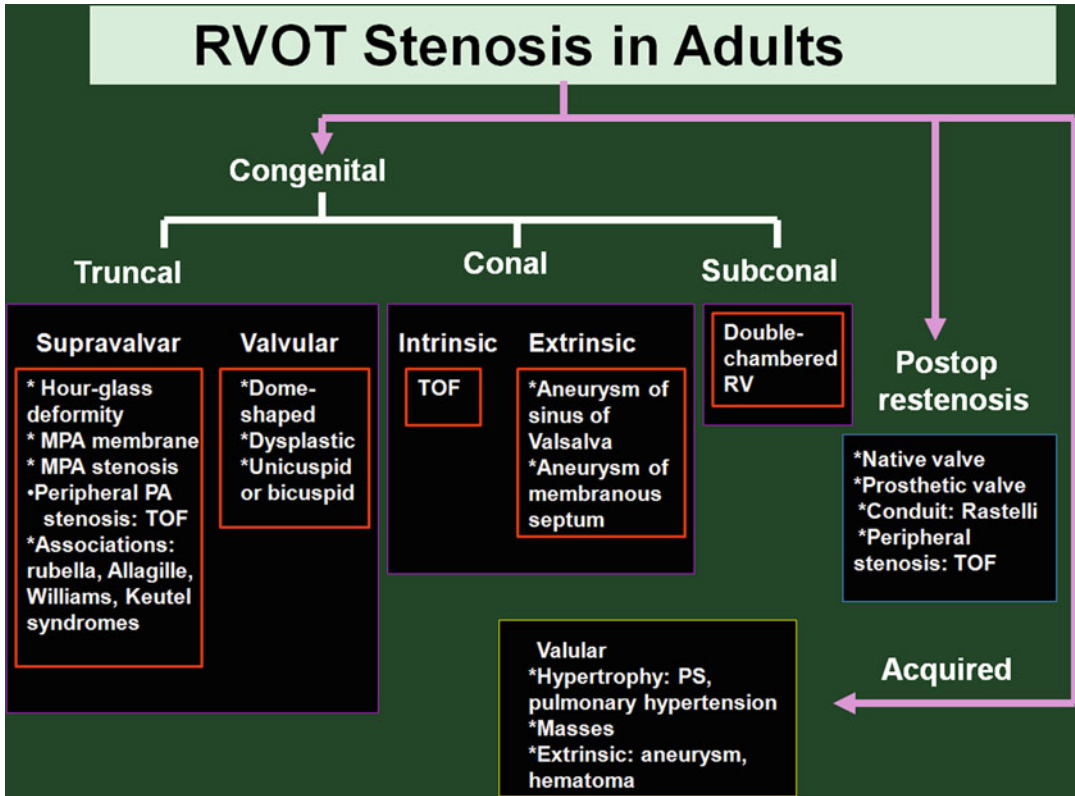 RVOT Stenosis in Adults
Congenital
Truncal
Conal
Subconal
Supravalvar
* Hour-glass
deformity
* MPA membrane
* MPA stenosis
•Peripheral PA
stenosis: TOF
*Associations:
rubella, Allagille,
Williams, Keutel
syndromes
Valvular
*Dome-
shaped
*Dysplastic
*Unicuspid
or bicuspid
Intrinsic
TOF
Extrinsic
*Aneurysm of
sinus of
Valsalva
*Aneurysm of
membranous
septum
Double-
chambered
RV
Postop
restenosis
*Native valve
*Prosthetic valve
*Conduit: Rastelli
*Peripheral
stenosis: TOF
Acquired
Valular
*Hypertrophy: PS,
pulmonary hypertension
*Masses
*Extrinsic: aneurysm,
hematoma